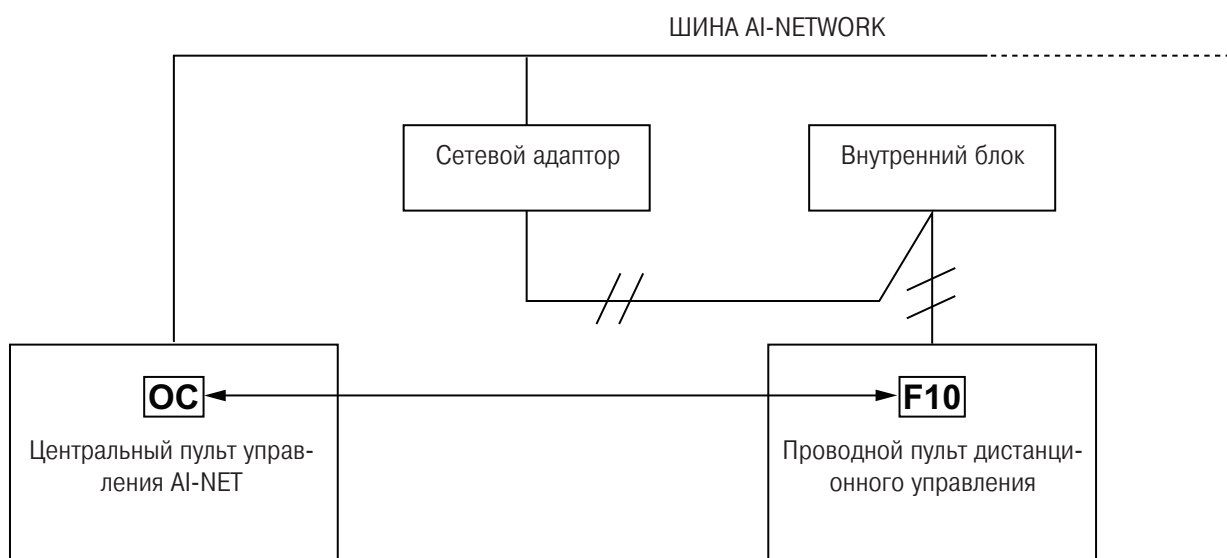 ШИНА AI-NETWORK
Сетевой адаптор
Внутренний блок
OC
F10
Центральный пульт управ-
ления AI-NET
Проводной пульт дистанци-
онного управления